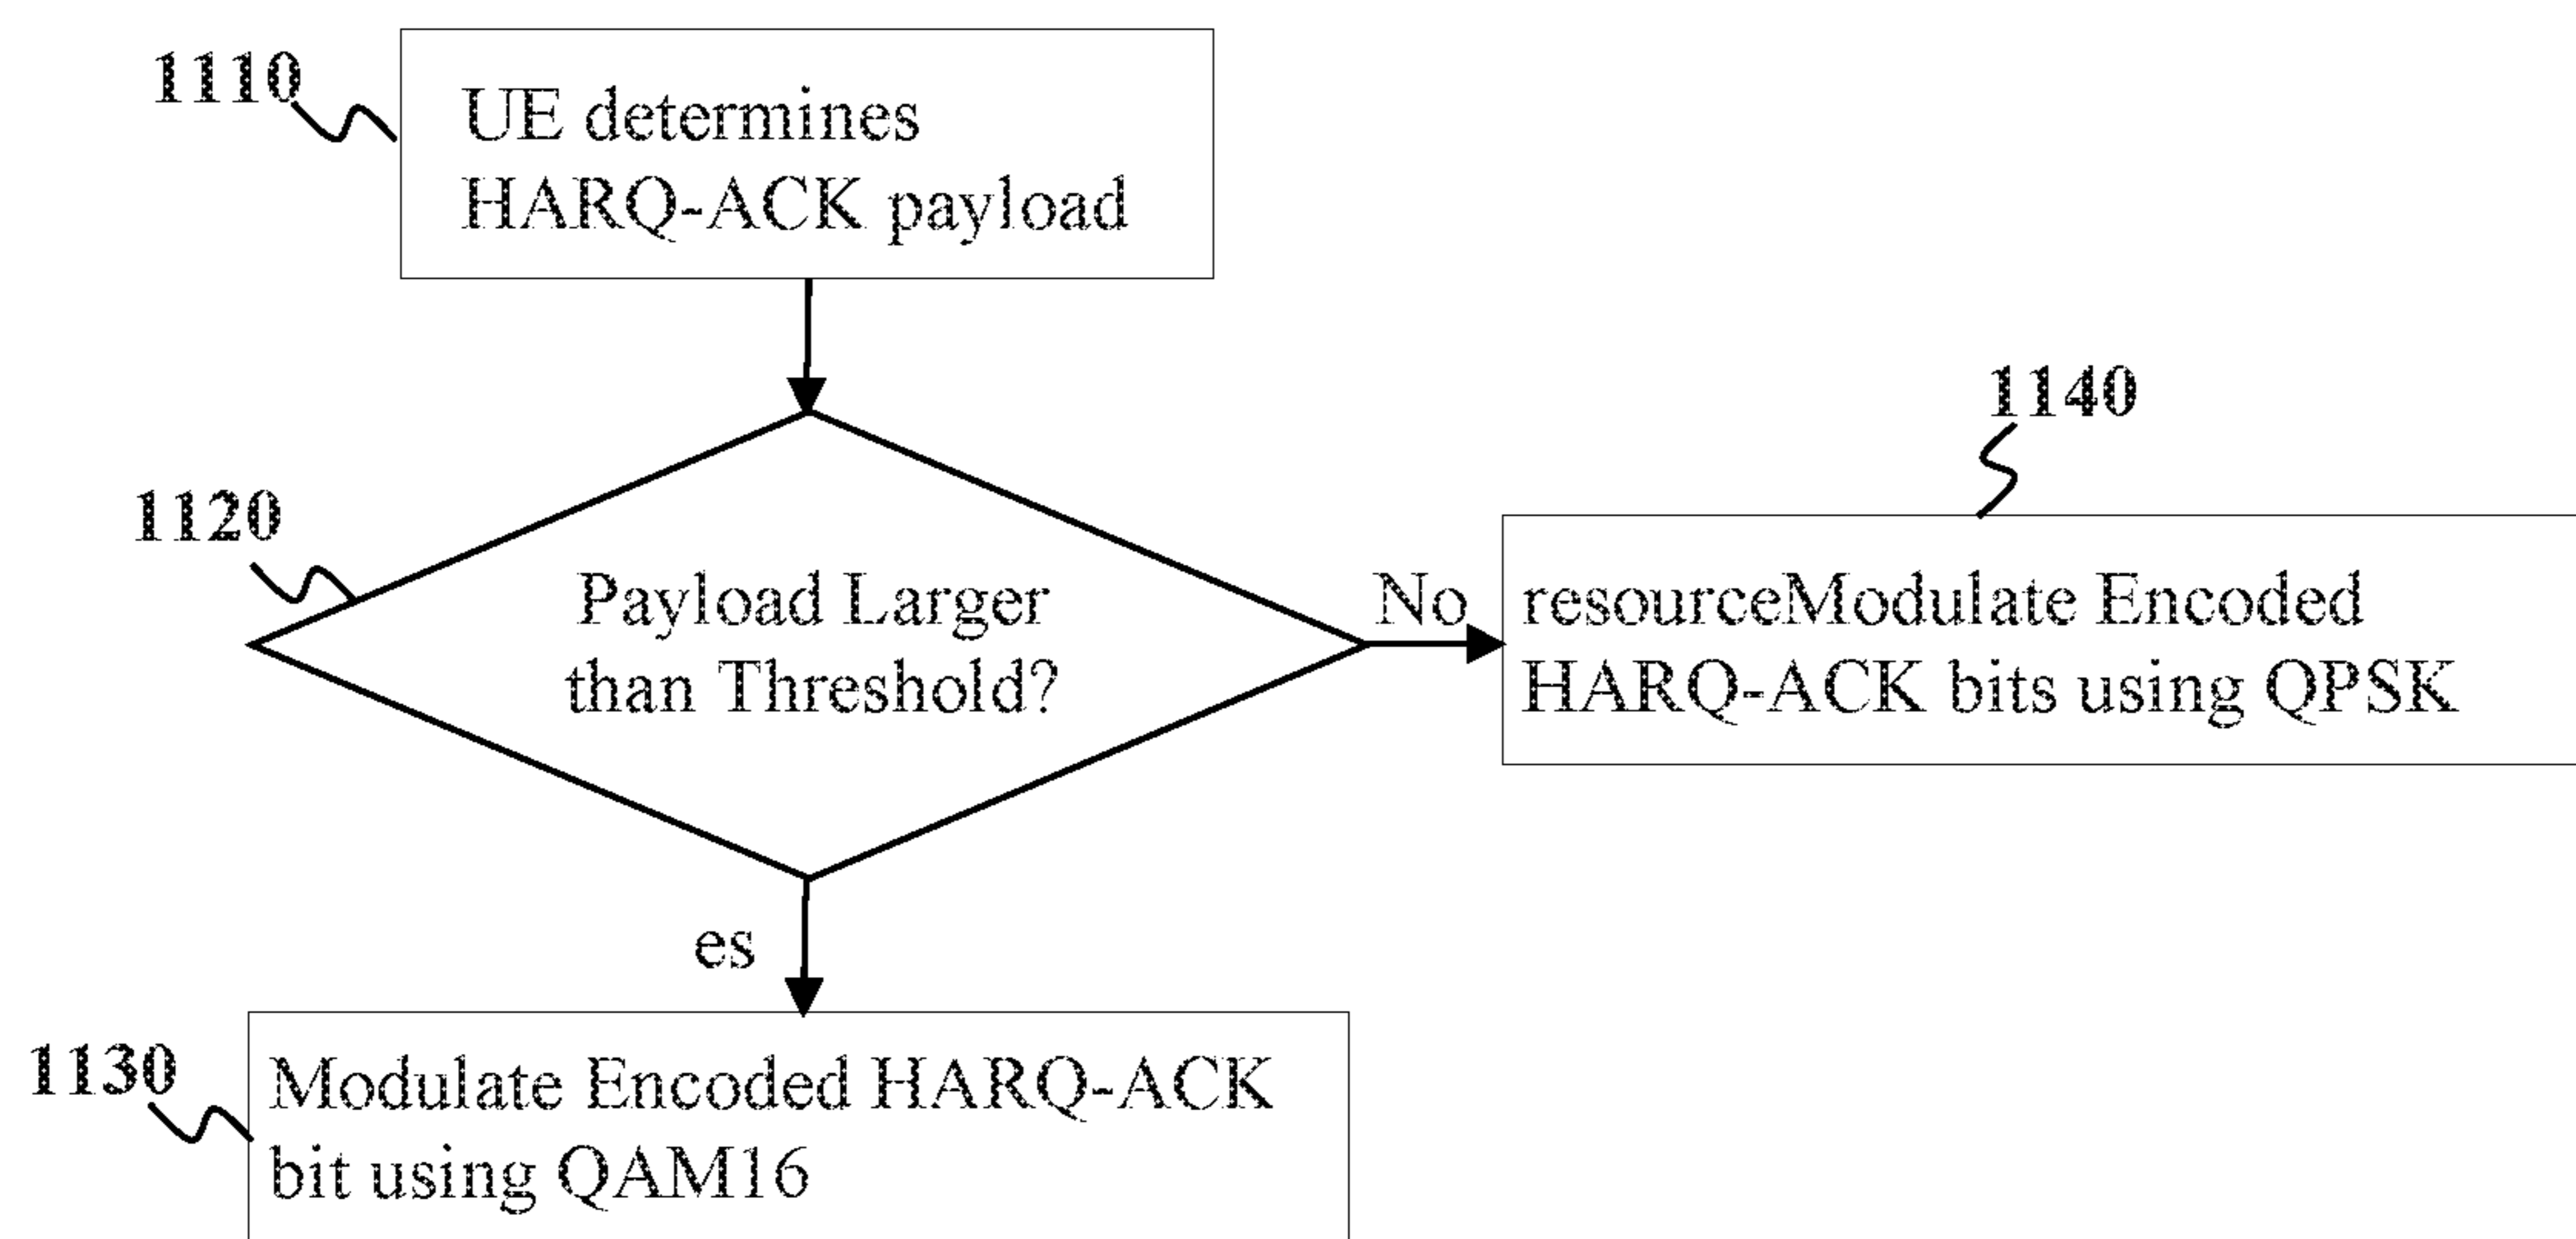 1110
UE determines
HARQ-ACK payload
1120
Payload Larger
than Threshold?
No
1140
resourceModulate Encoded
HARQ-ACK bits using QPSK
es
1130
Modulate Encoded HARQ-ACK
bit using QAM16